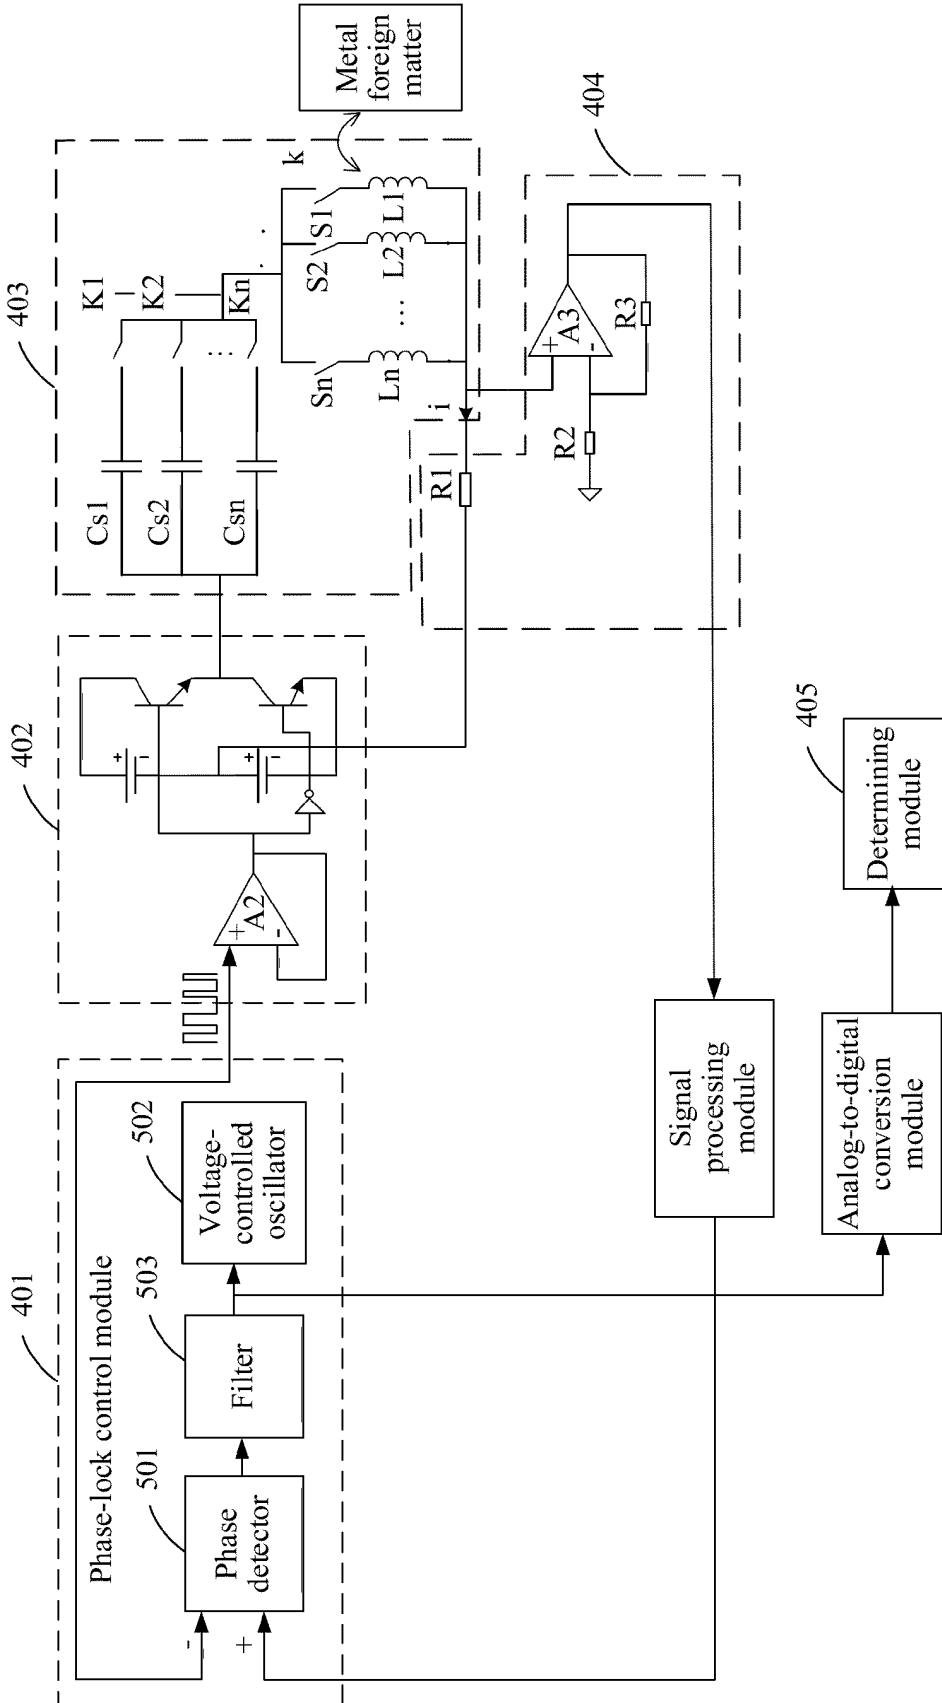 401
Phase-lock control module
501
Phase
detector
-
+
503
Filter
502
Voltage-
controlled
oscillator
402
+
A2
-
+
-
+
-
403
Cs1
Cs2
Csn
K1
K2
Kn
...
Sn
S2
S1
Ln
...
L2
L1
k
Metal
foreign
matter
i
R1
404
+
A3
-
R2
R3
Signal
processing
module
Analog-to-digital
conversion
module
405
Determining
module